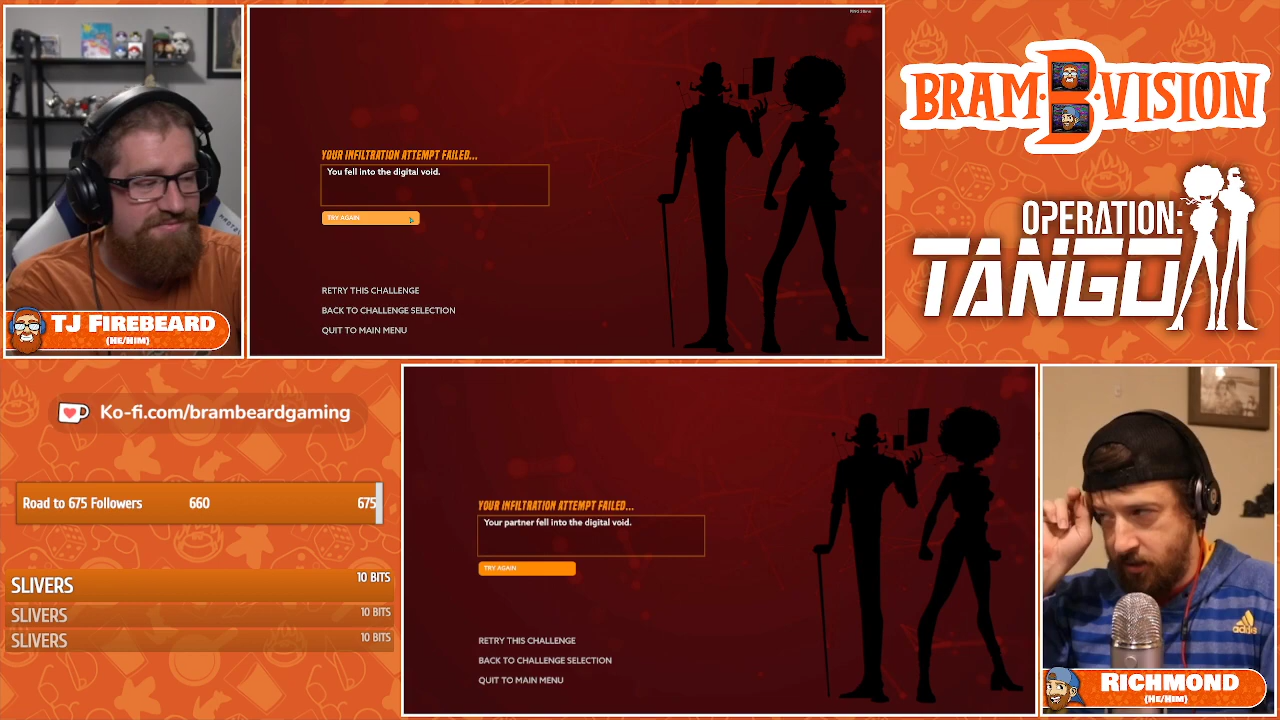 YOUR INFILTRATION ATTEMPT FAILED...
You fell into the digital void.
TRY AGAIN
RETRY THIS CHALLENGE
BACK TO CHALLENGE SELECTION
QUIT TO MAIN MENU
TJ FIREBEARD
(HE/HIM)
BRAM·B·VISION
OPERATION:
TANGO
Ko-fi.com/brambeardgaming
Road to 675 Followers 660 675
SLIVERS 10 BITS
SLIVERS 10 BITS
SLIVERS 10 BITS
YOUR INFILTRATION ATTEMPT FAILED...
Your partner fell into the digital void.
TRY AGAIN
RETRY THIS CHALLENGE
BACK TO CHALLENGE SELECTION
QUIT TO MAIN MENU
adidas
RICHMOND
(HE/HIM)